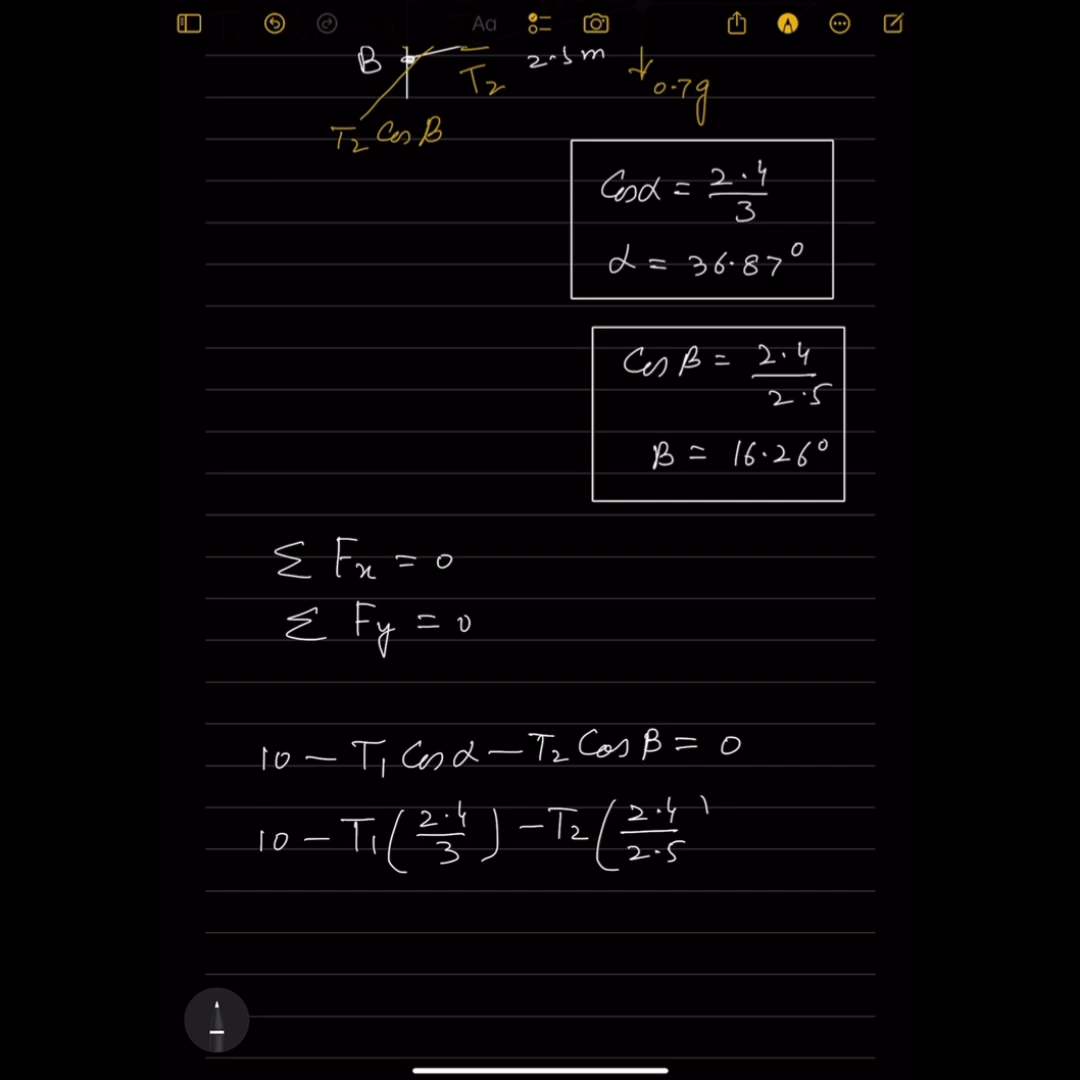 Aa
B
T₂
2.5m
0.7g
T₂ Cos β
Cosα = 2.4/3
α = 36.87°
Cos β = 2.4/2.5
β = 16.26°
Σ Fx = 0
Σ Fy = 0
10 − T₁ Cos α − T₂ Cos β = 0
10 − T₁(2.4/3) − T₂(2.4/2.5)